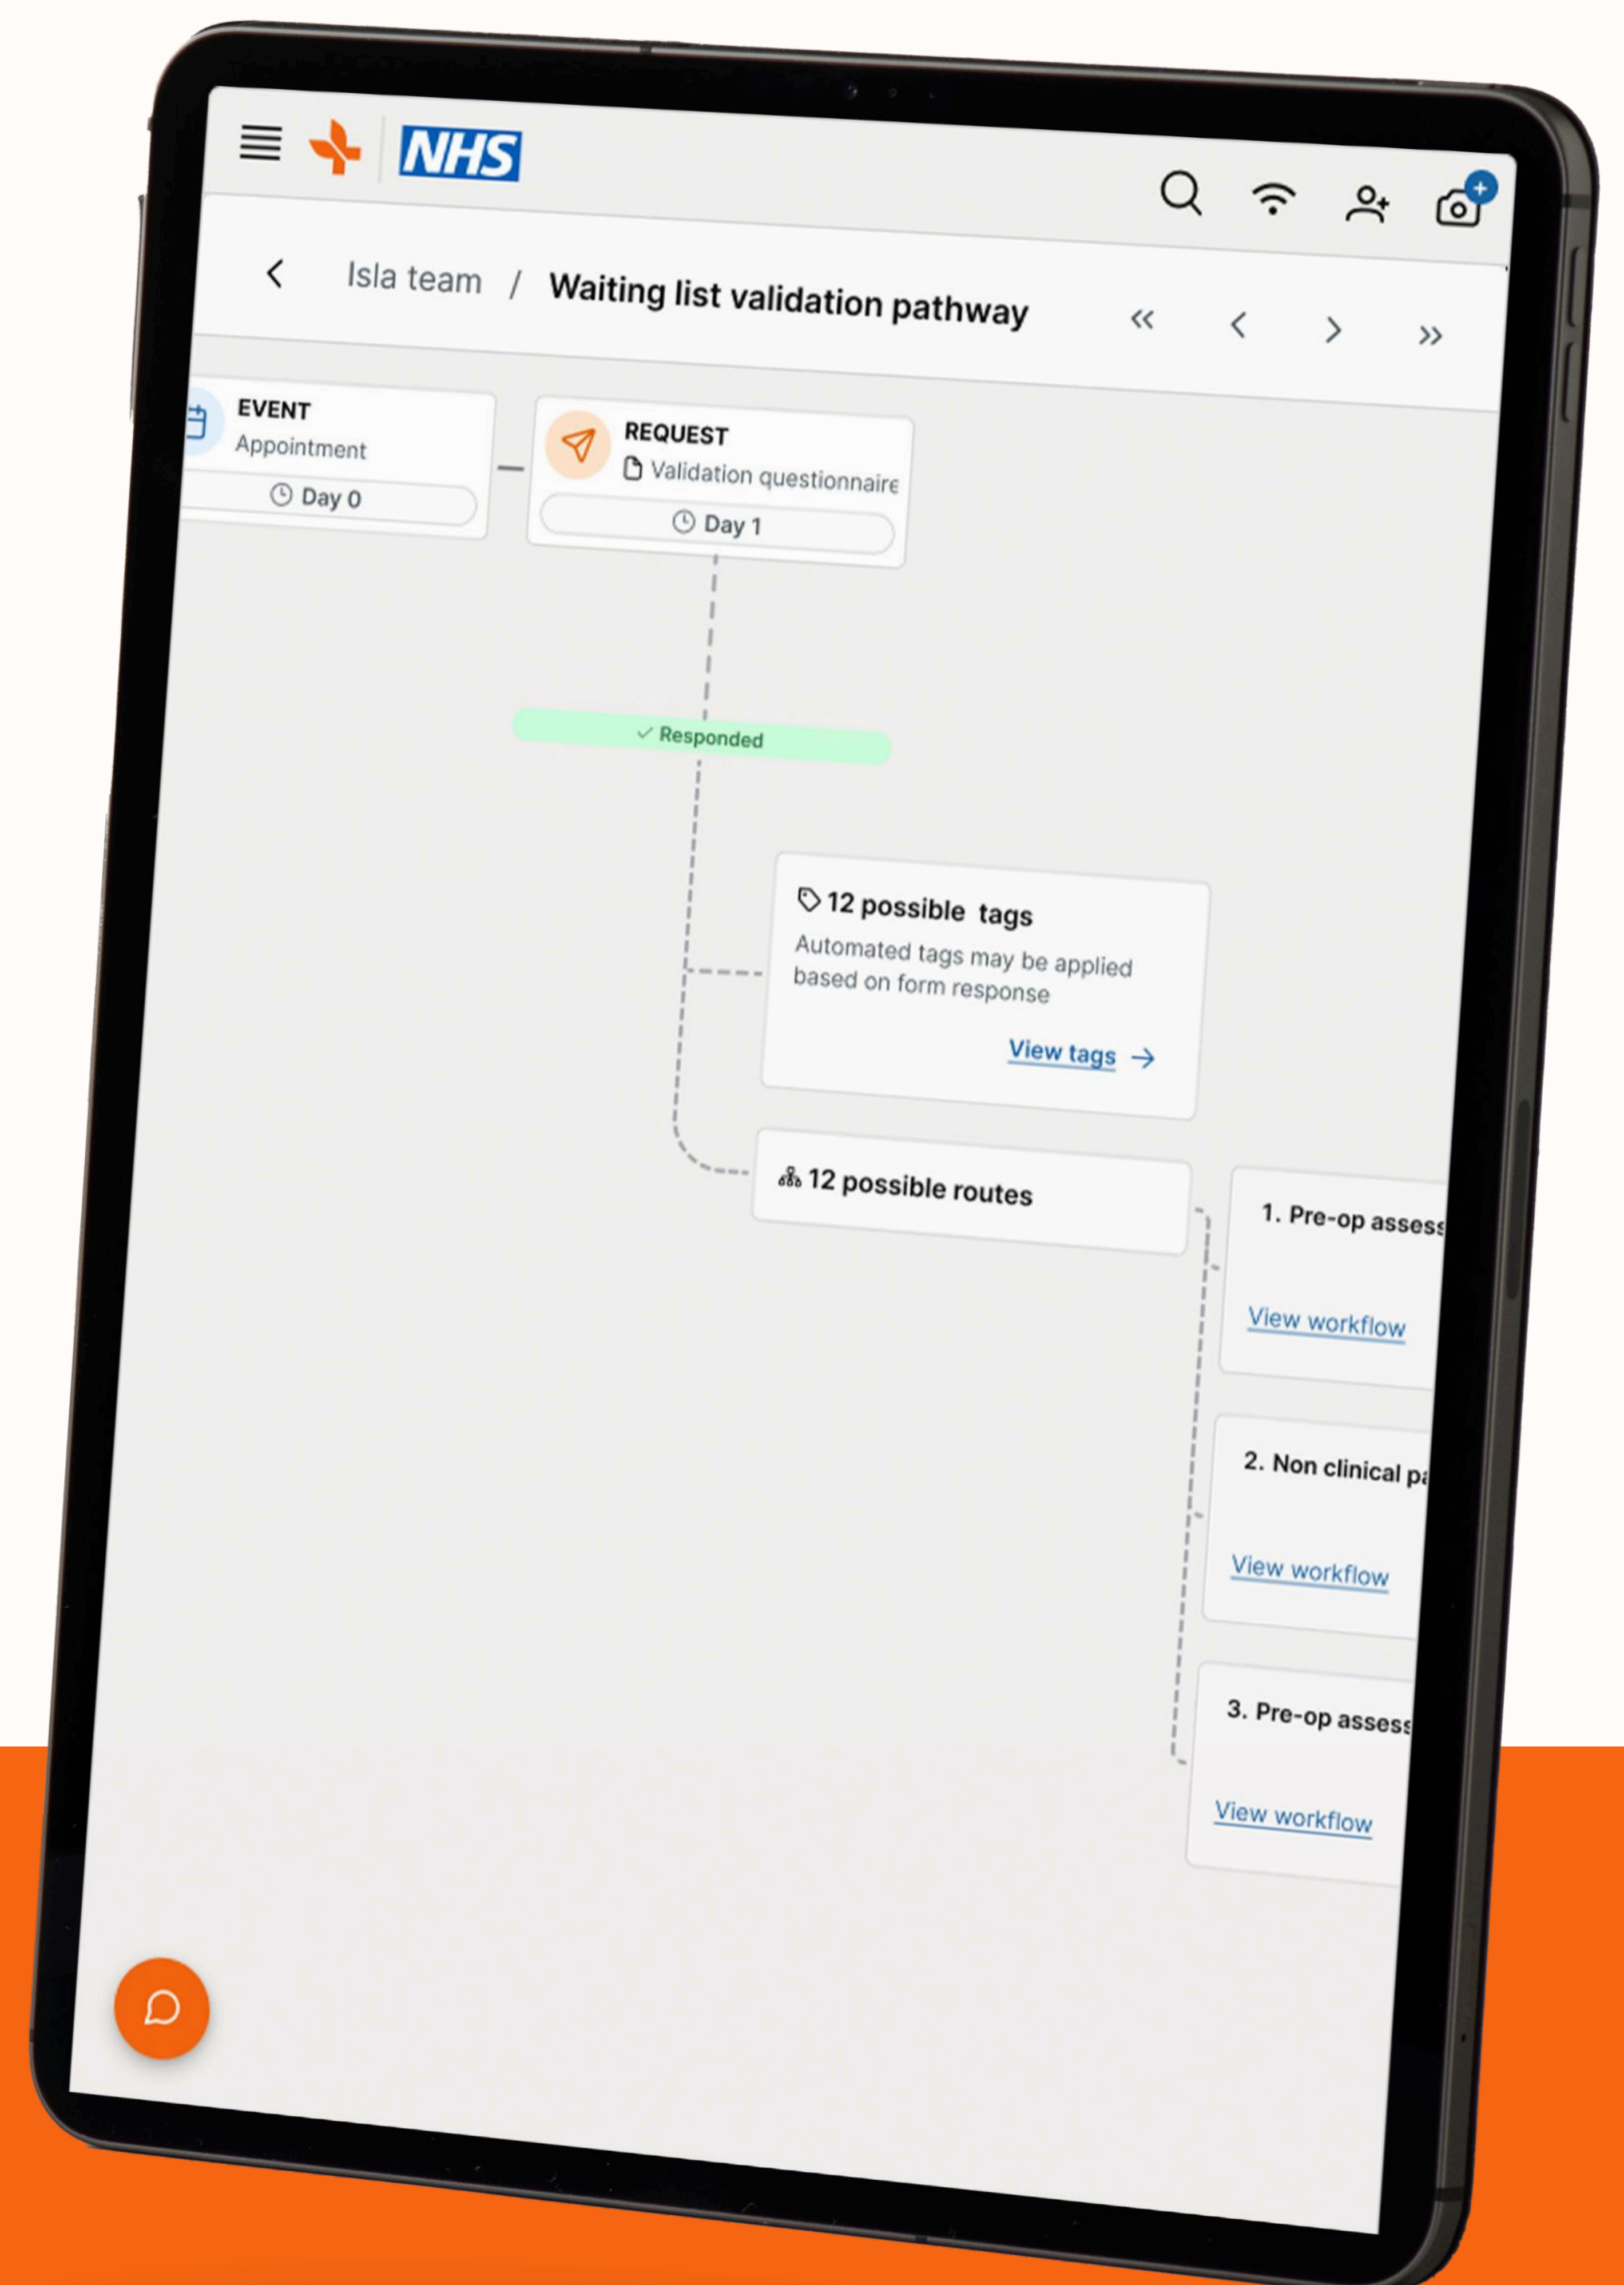 NHS
Isla team / Waiting list validation pathway
EVENT
Appointment
Day 0
REQUEST
Validation questionnaire
Day 1
Responded
12 possible tags
Automated tags may be applied
based on form response
View tags
12 possible routes
1. Pre-op assess
View workflow
2. Non clinical
View workflow
3. Pre-op assess
View workflow